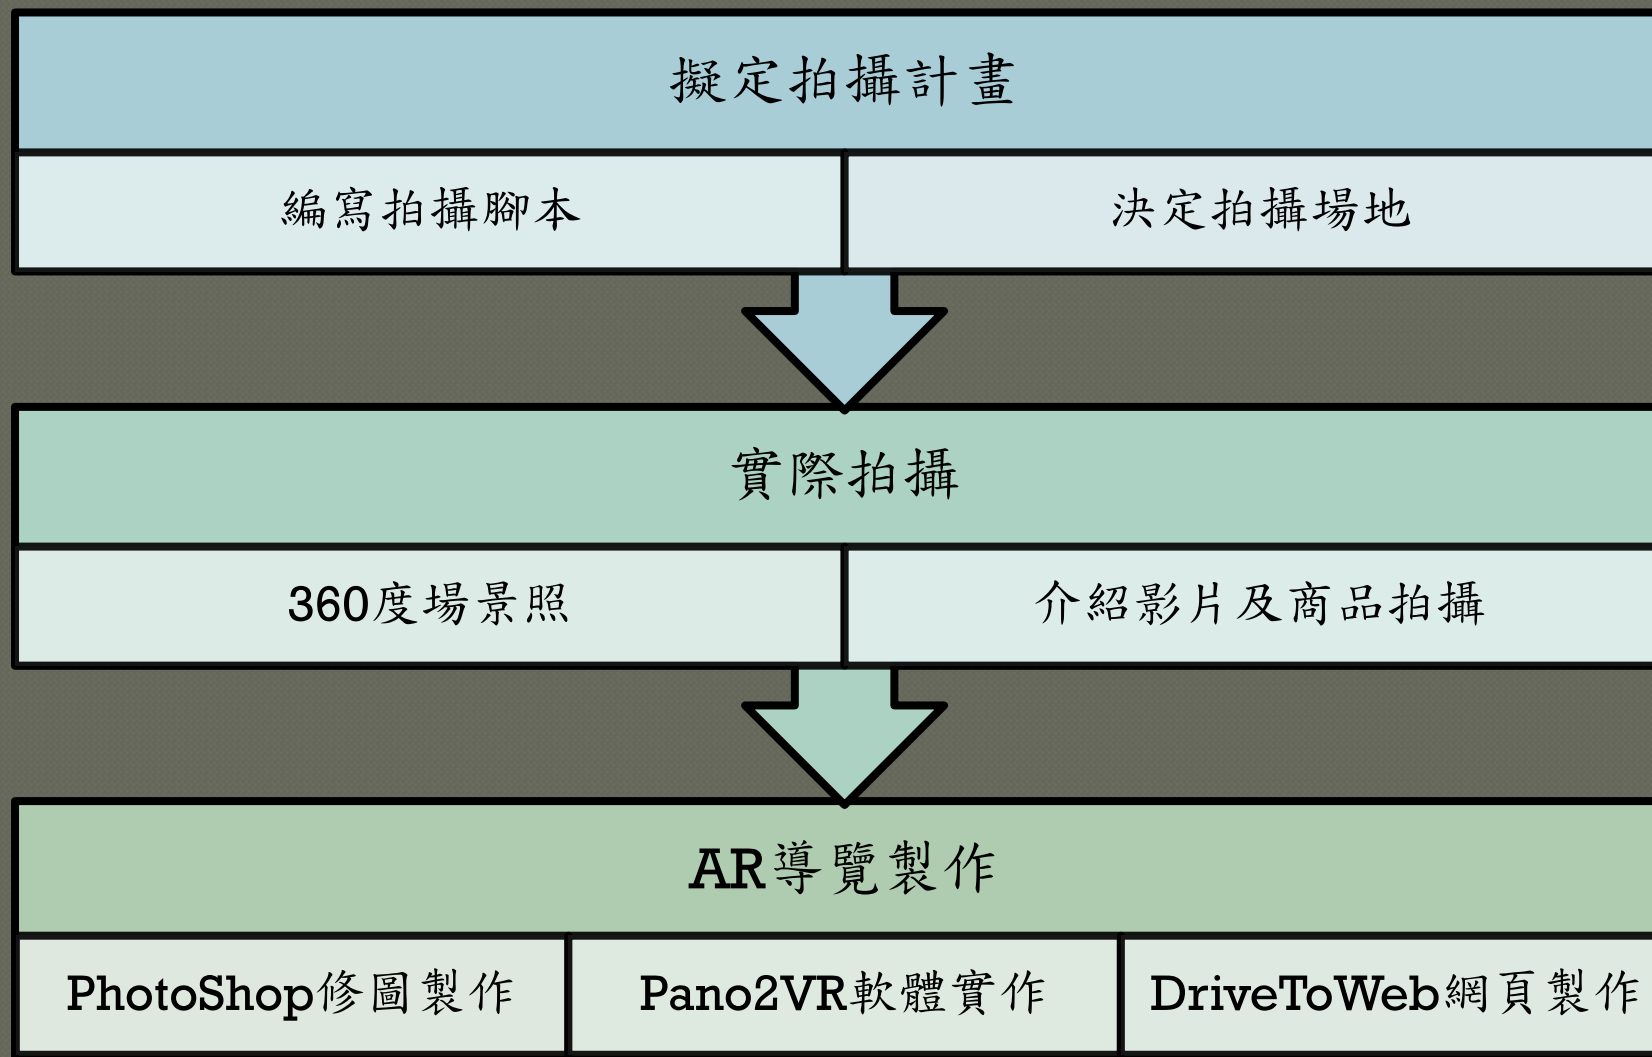 擬定拍攝計畫
編寫拍攝腳本
決定拍攝場地
實際拍攝
360度場景照
介紹影片及商品拍攝
AR導覽製作
PhotoShop修圖製作
Pano2VR軟體實作
DriveToWeb網頁製作